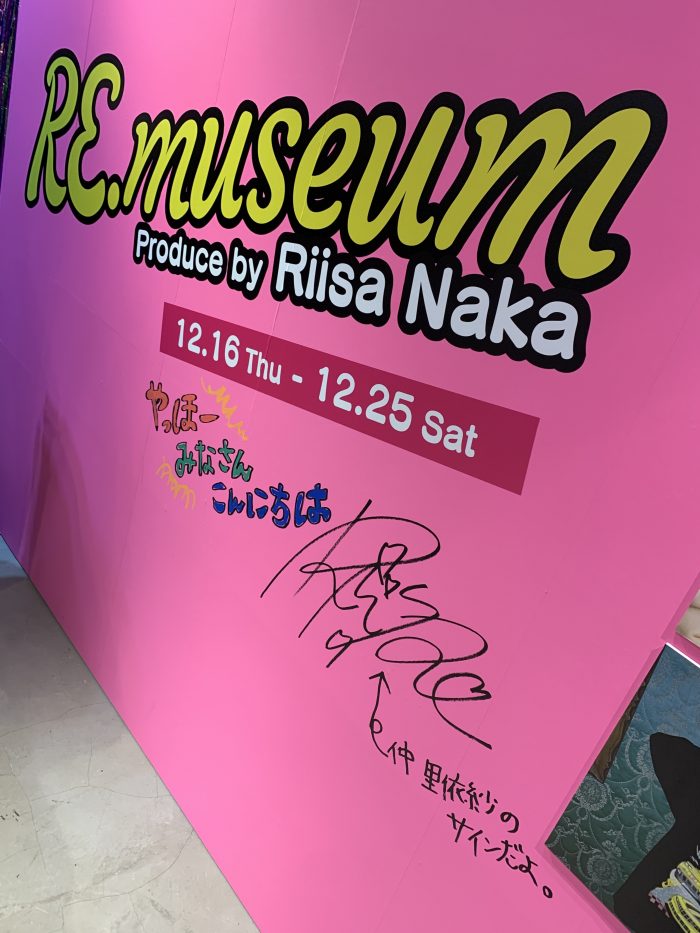 RE.museum
Produce by Riisa Naka
12.16 Thu - 12.25 Sat
やっほー
みなさん
こんにちは
仲 里依紗の
サインだよ。